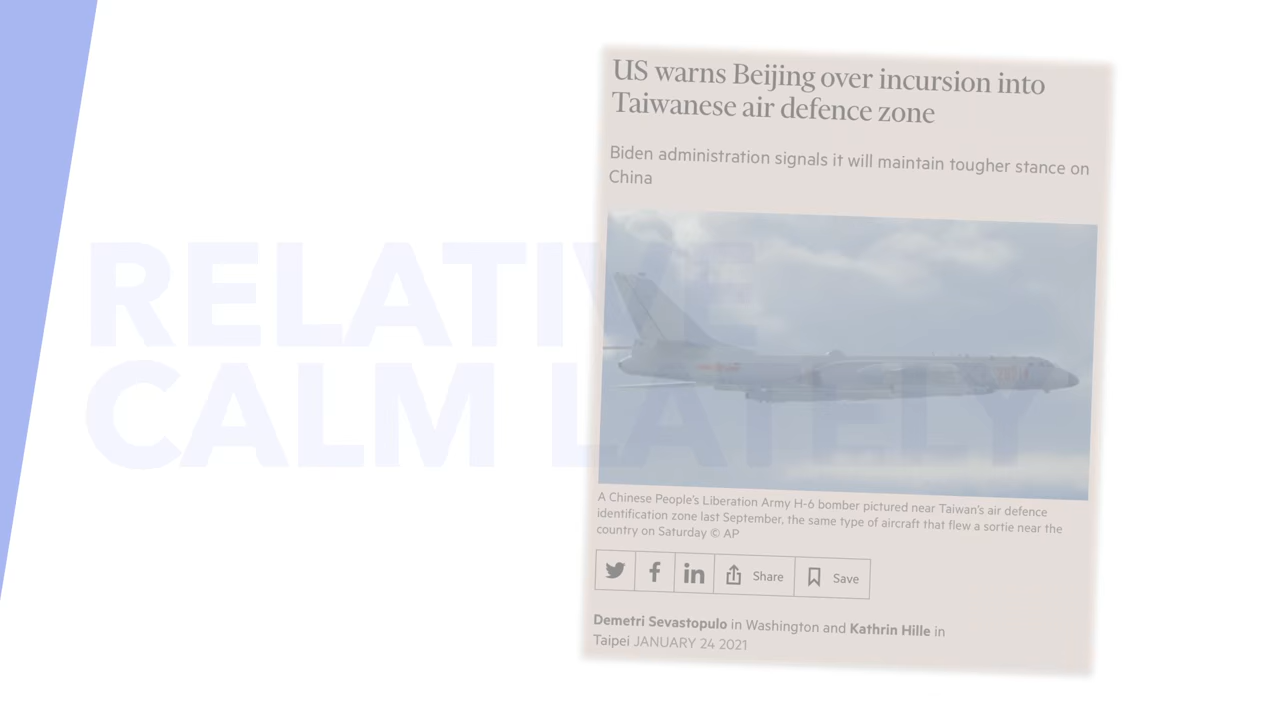 RELATIVE
CALM LATELY
US warns Beijing over incursion into
Taiwanese air defence zone
Biden administration signals it will maintain tougher stance on
China
A Chinese People's Liberation Army H-6 bomber pictured near Taiwan's air defence
identification zone last September, the same type of aircraft that flew a sortie near the
country on Saturday © AP
Share Save
Demetri Sevastopulo in Washington and Kathrin Hille in
Taipei JANUARY 24 2021